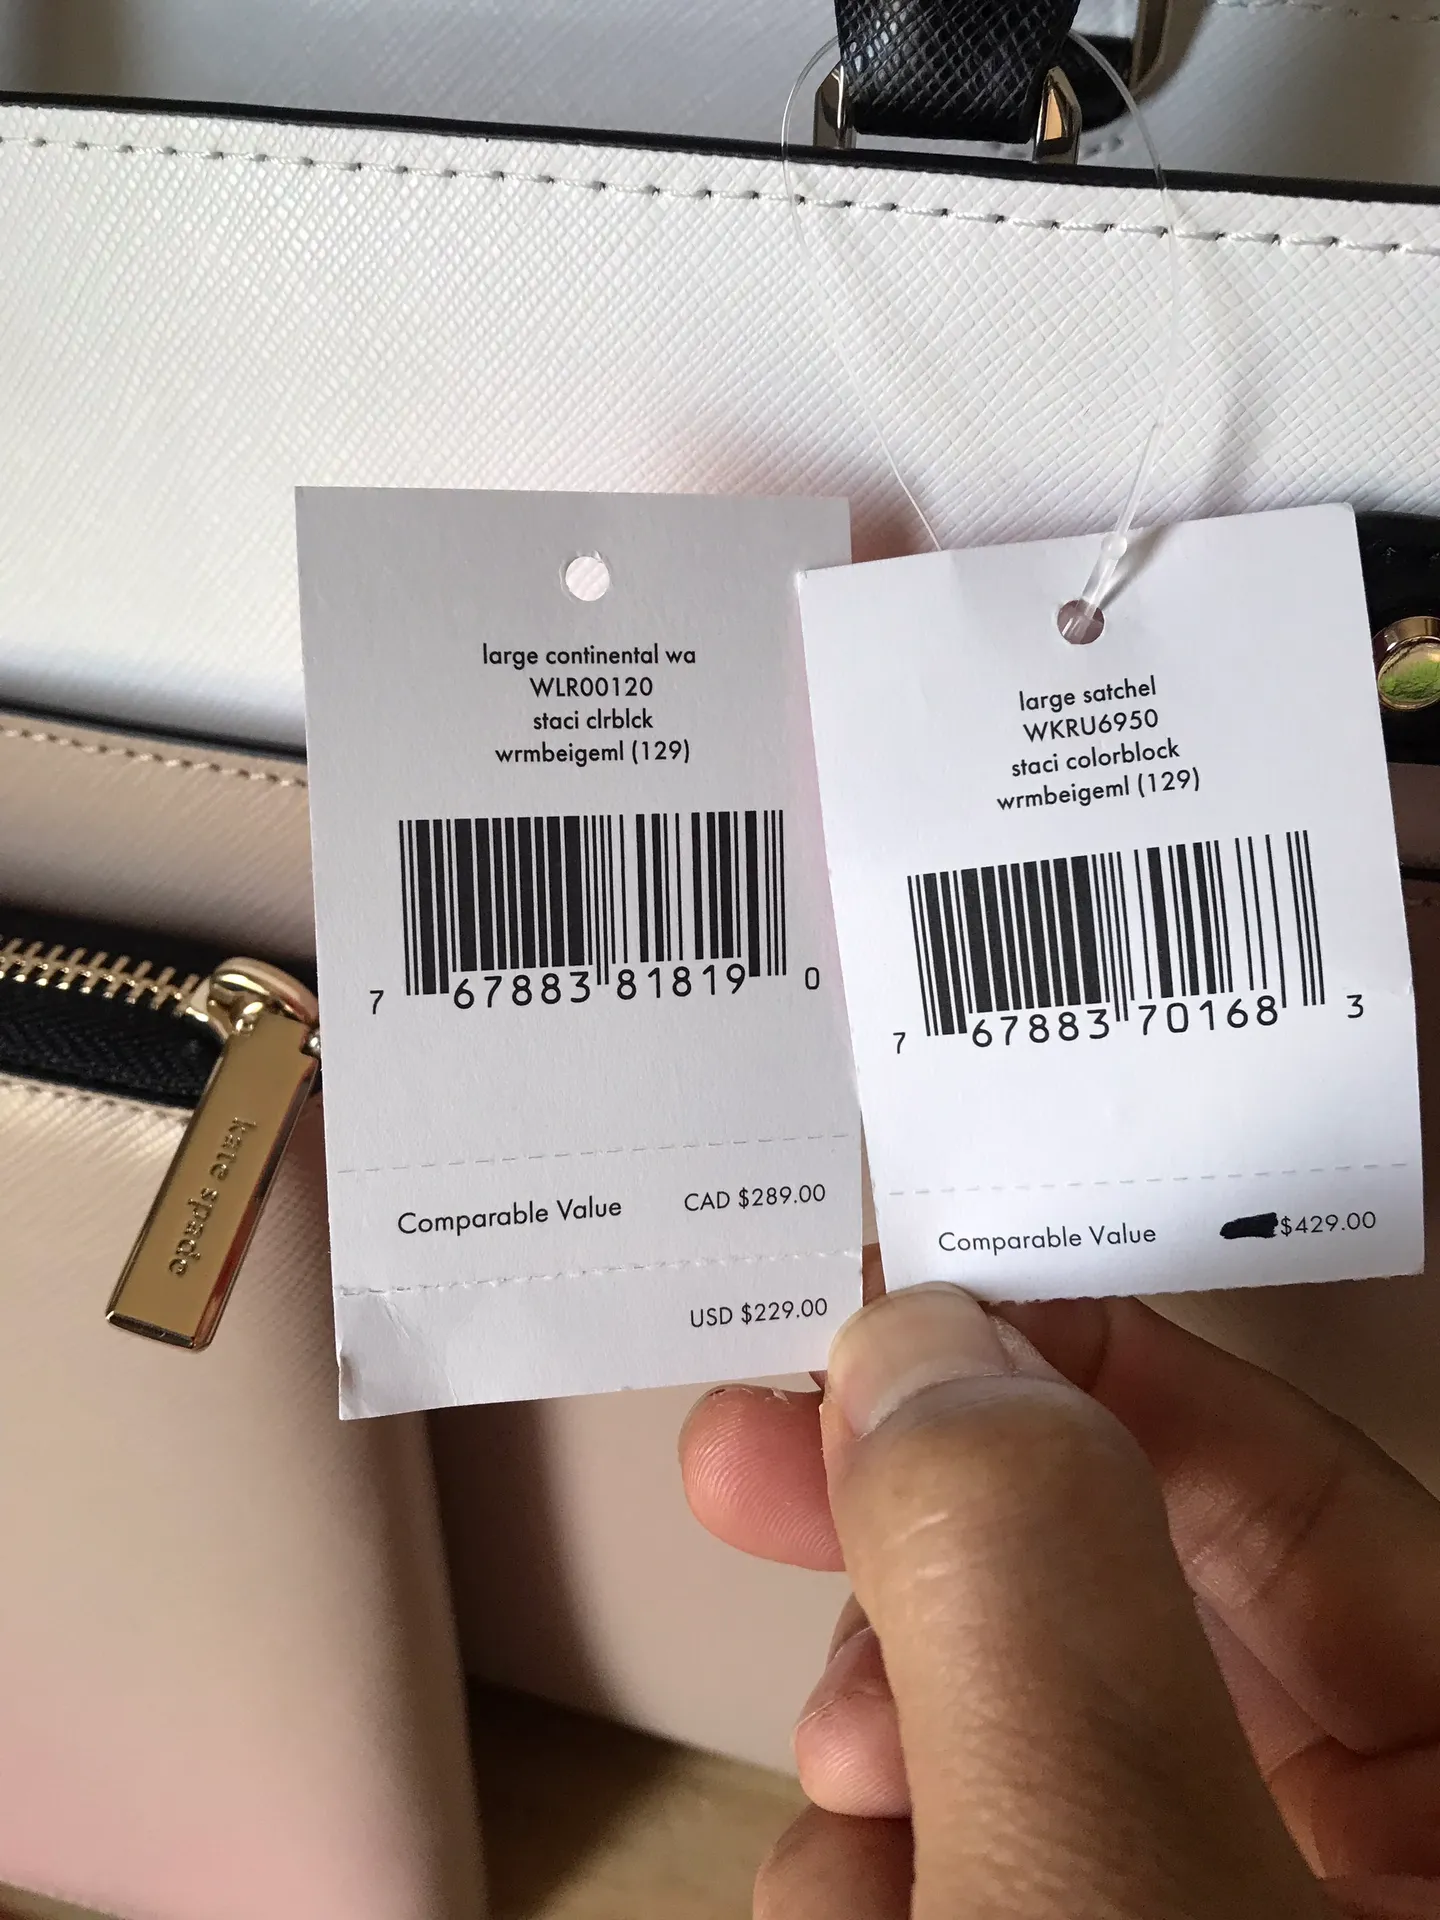 large continental wa
WLR00120
staci clrblck
wrmbeigeml (129)
7 67883 81819 0
Comparable Value CAD $289.00
USD $229.00
large satchel
WKRU6950
staci colorblock
wrmbeigeml (129)
7 67883 70168 3
Comparable Value $429.00
kate spade